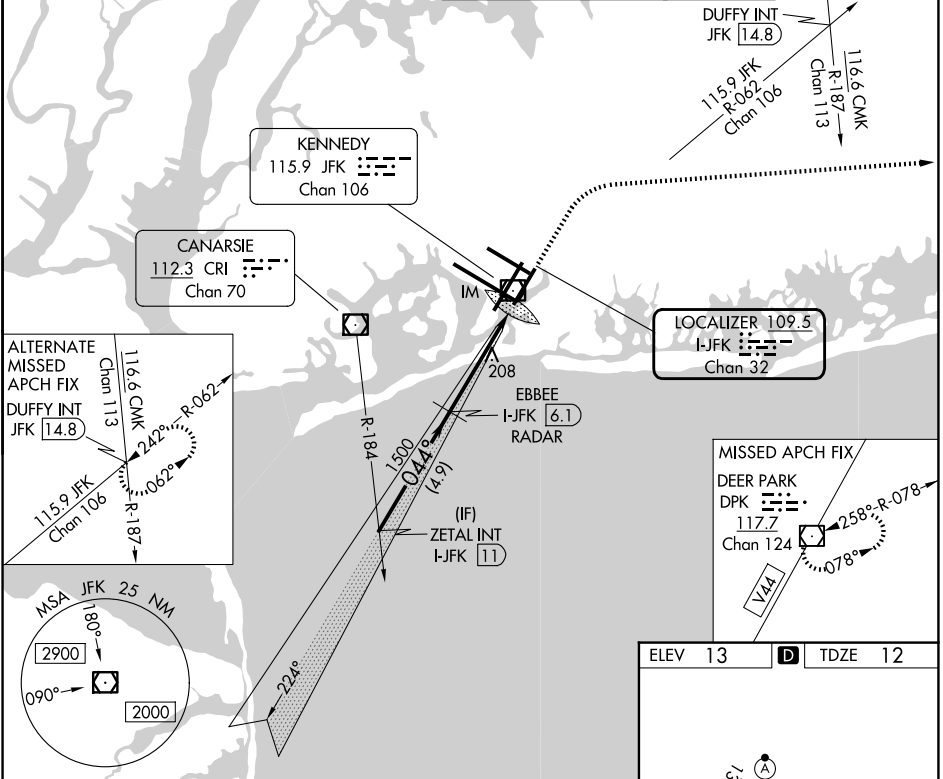 DUFFY INT
JFK 14.8
115.9 JFK
R-062
Chan 106
116.6 CMK
R-187
Chan 113
KENNEDY
115.9 JFK
Chan 106
CANARSIE
112.3 CRI
Chan 70
IM
LOCALIZER 109.5
I-JFK
Chan 32
208
EBBEE
I-JFK 6.1
RADAR
R-184
1500
044°
(4.9)
(IF)
ZETAL INT
I-JFK 11
224°
ALTERNATE
MISSED
APCH FIX
DUFFY INT
JFK 14.8
116.6 CMK
Chan 113
242°
R-062
062°
115.9 JFK
Chan 106
R-187
MISSED APCH FIX
DEER PARK
DPK
117.7
Chan 124
258°
R-078
078°
V44
MSA JFK 25 NM
180°
2900
090°
2000
ELEV 13
D
TDZE 12
A